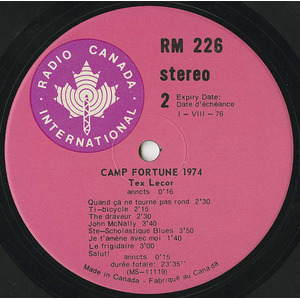 RADIO CANADA
INTERNATIONAL
RM 226
stereo
2 Expiry Date:
Date d'échéance
I - VIII - 76
CAMP FORTUNE 1974
Tex Lecor
anncts 0'16
Quand ça ne tourne pas rond 2'30
Ti-bicycle 2'15
The draveur 2'30
John McNally 3'40
Ste-Scholastique Blues 3'50
Je t'amène avec moi 1'40
Le frigidaire 3'00
Salut!
anncts 0'15
durée totale: 23'35''
(MS-11119)
Made in Canada - Fabriqué au Canada